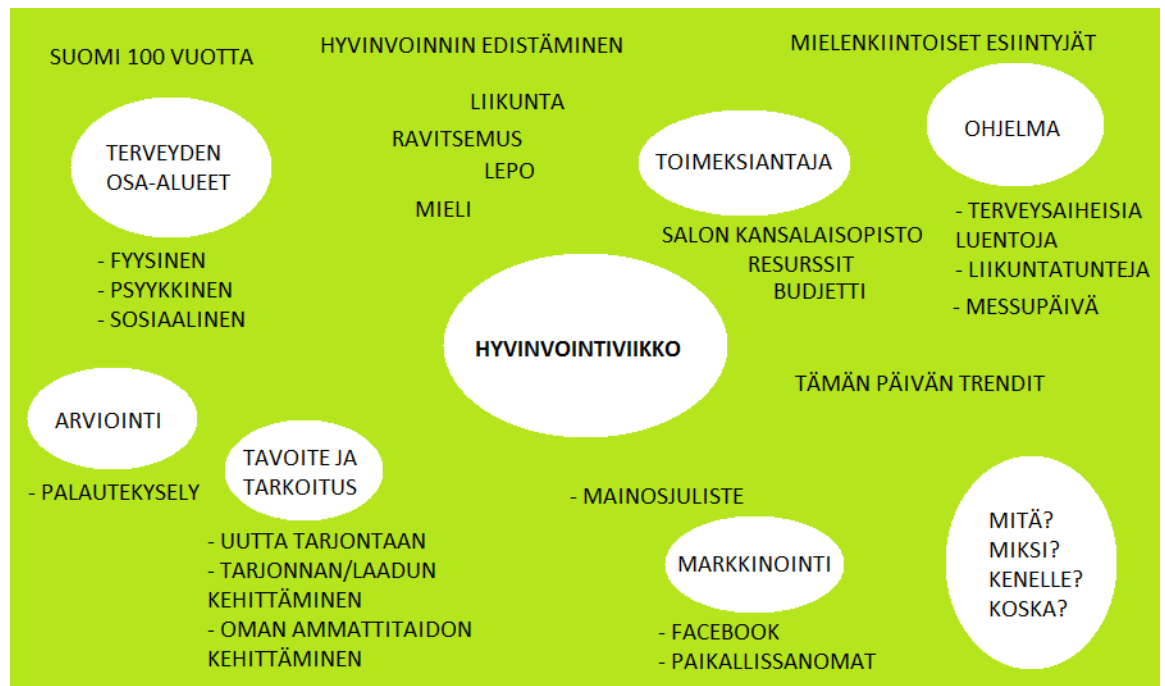 SUOMI 100 VUOTTA
HYVINVOINNIN EDISTÄMINEN
MIELENKIINTOISET ESIINTYJÄT
LIIKUNTA
RAVITSEMUS
LEPO
MIELI
TERVEYDEN
OSA-ALUEET
- FYYSINEN
- PSYYKKINEN
- SOSIAALINEN
TOIMEKSIANTAJA
SALON KANSALAISOPISTO
RESURSSIT
BUDJETTI
OHJELMA
- TERVEYSAIHEISIA
LUENTOJA
- LIIKUNTATUNTEJA
- MESSUPÄIVÄ
HYVINVOINTIVIIKKO
TÄMÄN PÄIVÄN TRENDIT
ARVIOINTI
- PALAUTEKYSELY
TAVOITE JA
TARKOITUS
- UUTTA TARJONTAAN
- TARJONNAN/LAADUN
KEHITTÄMINEN
- OMAN AMMATTITAIDON
KEHITTÄMINEN
- MAINOSJULISTE
MARKKINOINTI
- FACEBOOK
- PAIKALLISSANOMAT
MITÄ?
MIKSI?
KENELLE?
KOSKA?